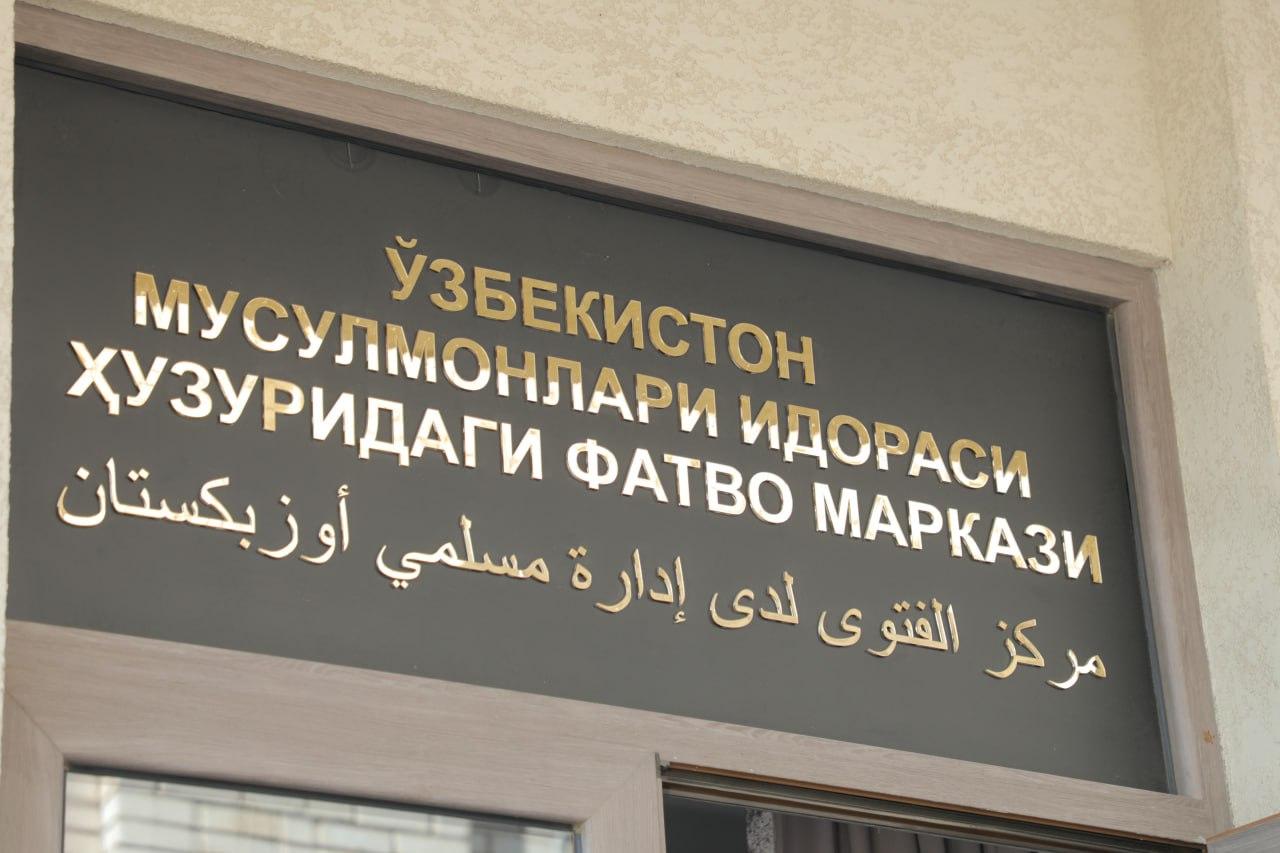 ЎЗБЕКИСТОН
МУСУЛМОНЛАРИ ИДОРАСИ
ҲУЗУРИДАГИ ФАТВО МАРКАЗИ
مركز الفتوى لدى إدارة مسلمي أوزبكستان